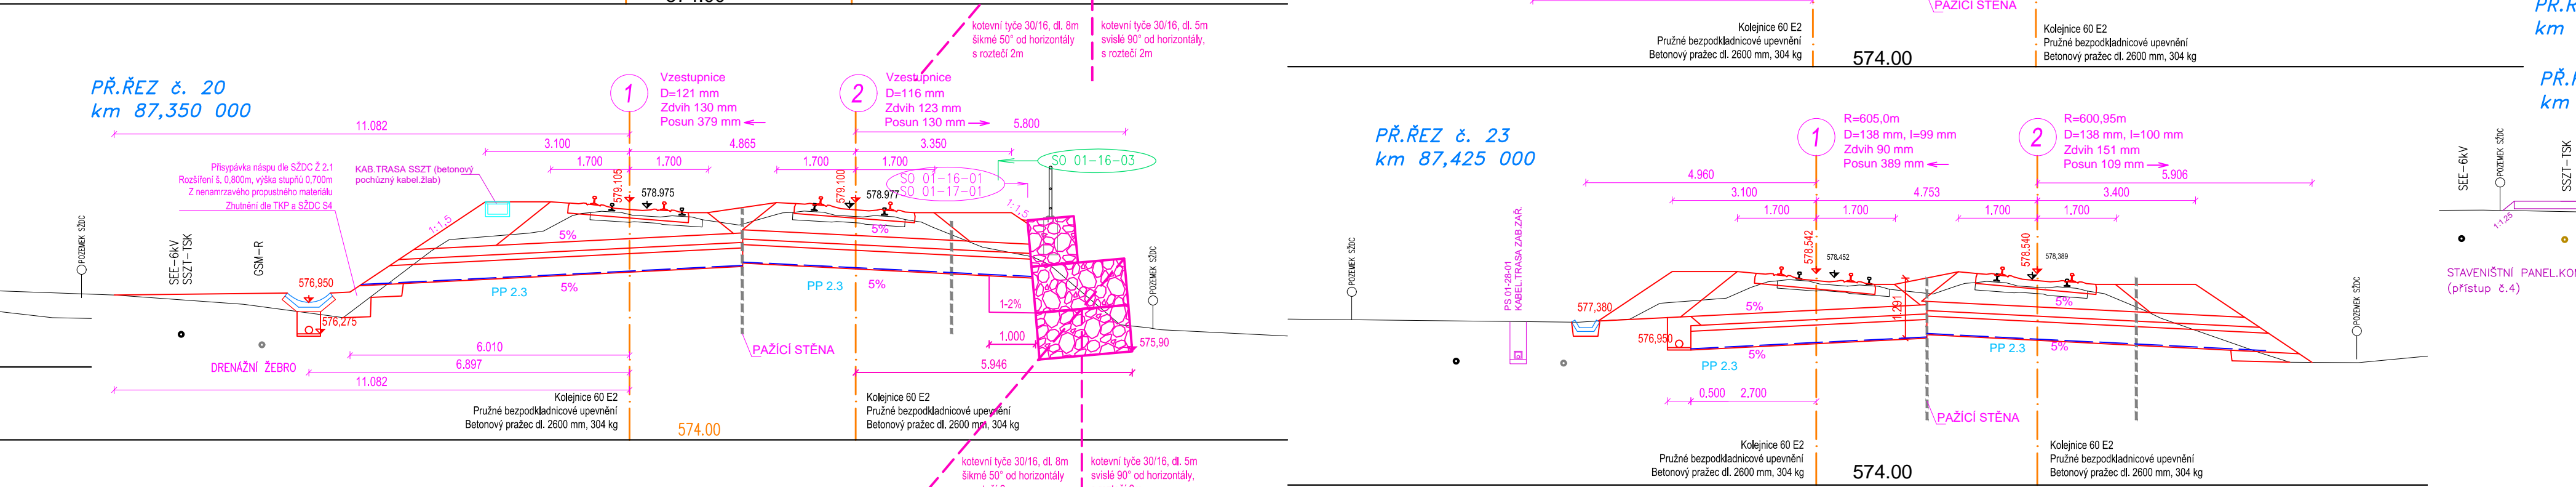 574.00
kotevní tyče 30/16, dl. 8m
šikmé 50° od horizontály
s roztečí 2m
kotevní tyče 30/16, dl. 5m
svislé 90° od horizontály,
s roztečí 2m
PŘ.ŘEZ č. 20
km 87,350 000
1
Vzestupnice
D=121 mm
Zdvih 130 mm
Posun 379 mm
2
Vzestupnice
D=116 mm
Zdvih 123 mm
Posun 130 mm
11.082
5.800
3.100
4.865
3.350
1.700
1.700
1.700
1.700
SO 01-16-03
SO 01-16-01
SO 01-17-01
Přisypávka náspu dle SŽDC Ž 2.1
Rozšíření š. 0,800m, výška stupňů 0,700m
Z nenamrzavého propustného materiálu
Zhutnění dle TKP a SŽDC S4
KAB.TRASA SSZT (betonový
pochůzný kabel.žlab)
579.105
578.975
579.100
578.977
1:1,5
1:1,5
POZEMEK SŽDC
SEE-6kV
SSZT-TSK
GSM-R
576,950
576,275
5%
5%
5%
5%
PP 2.3
PP 2.3
1-2%
1,000
575,90
POZEMEK SŽDC
PAŽÍCÍ STĚNA
DRENÁŽNÍ ŽEBRO
6.010
6.897
11.082
5.946
Kolejnice 60 E2
Pružné bezpodkladnicové upevnění
Betonový pražec dl. 2600 mm, 304 kg
574.00
Kolejnice 60 E2
Pružné bezpodkladnicové upevnění
Betonový pražec dl. 2600 mm, 304 kg
kotevní tyče 30/16, dl. 8m
šikmé 50° od horizontály
kotevní tyče 30/16, dl. 5m
svislé 90° od horizontály,
PAŽÍCÍ STĚNA
Kolejnice 60 E2
Pružné bezpodkladnicové upevnění
Betonový pražec dl. 2600 mm, 304 kg
574.00
Kolejnice 60 E2
Pružné bezpodkladnicové upevnění
Betonový pražec dl. 2600 mm, 304 kg
PŘ.ŘEZ č. 23
km 87,425 000
1
R=605,0m
D=138 mm, I=99 mm
Zdvih 90 mm
Posun 389 mm
2
R=600,95m
D=138 mm, I=100 mm
Zdvih 151 mm
Posun 109 mm
4.960
5.906
3.100
4.753
3.400
1.700
1.700
1.700
1.700
578.542
578,452
578.540
578,389
POZEMEK SŽDC
PS 01-28-01
KABEL.TRASA ZAB.ZAŘ.
577,380
576,950
5%
5%
5%
5%
1.291
PP 2.3
PP 2.3
POZEMEK SŽDC
0.500
2.700
PAŽÍCÍ STĚNA
Kolejnice 60 E2
Pružné bezpodkladnicové upevnění
Betonový pražec dl. 2600 mm, 304 kg
574.00
Kolejnice 60 E2
Pružné bezpodkladnicové upevnění
Betonový pražec dl. 2600 mm, 304 kg
km
km
SEE-6kV
POZEMEK SŽDC
SSZT-TSK
1:1,25
STAVENIŠTNÍ PANEL.
(přístup č.4)